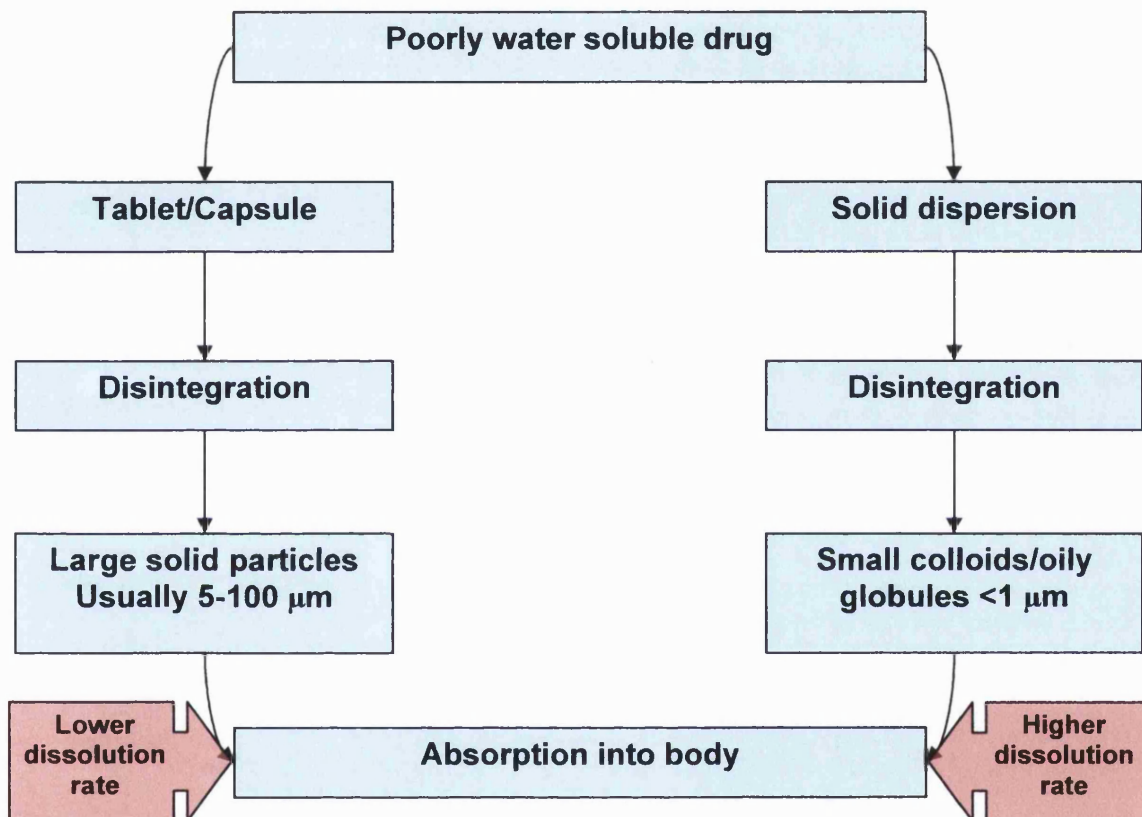 Poorly water soluble drug
Tablet/Capsule
Solid dispersion
Disintegration
Disintegration
Large solid particles
Usually 5-100 μm
Small colloids/oily
globules <1 μm
Lower
dissolution
rate
Absorption into body
Higher
dissolution
rate